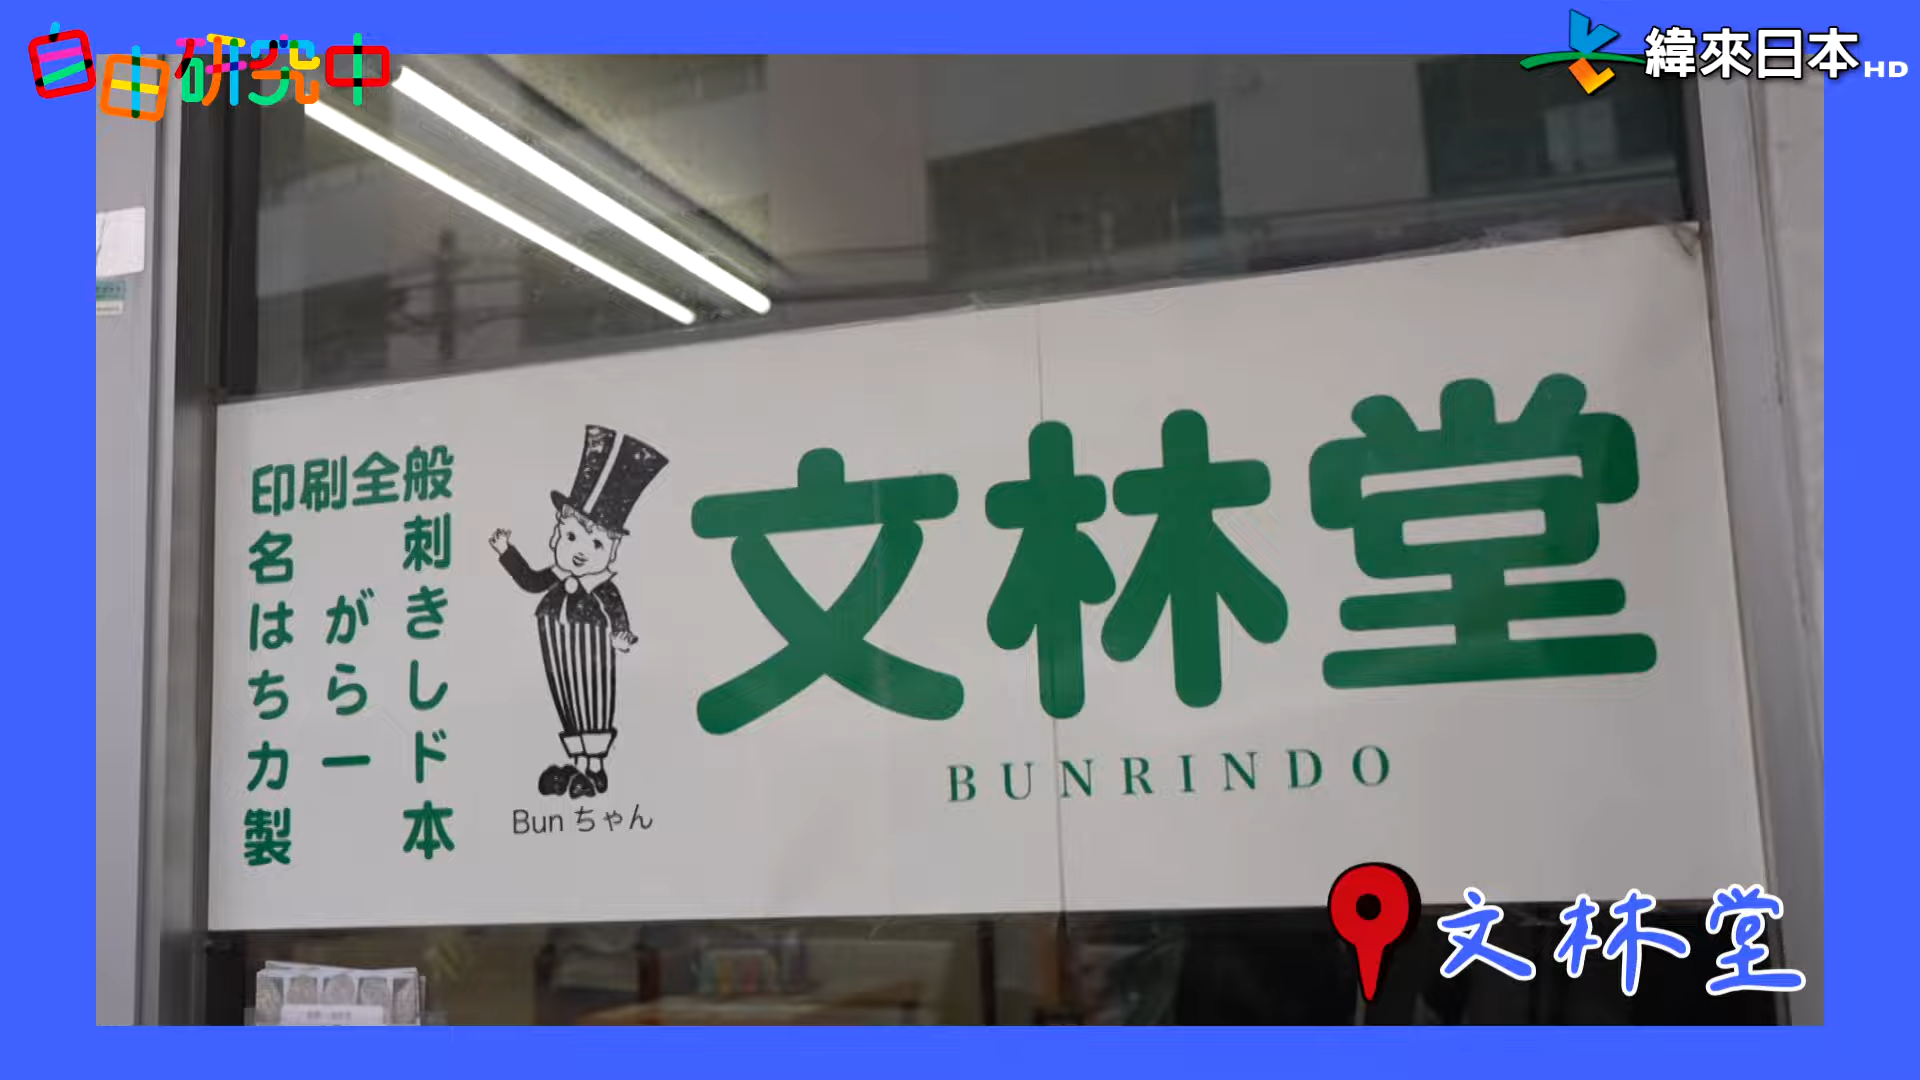 自由研究中
緯來日本HD
印刷全般
名刺
はがき
ちらし
カード
製本
Bunちゃん
文林堂
BUNRINDO
文林堂